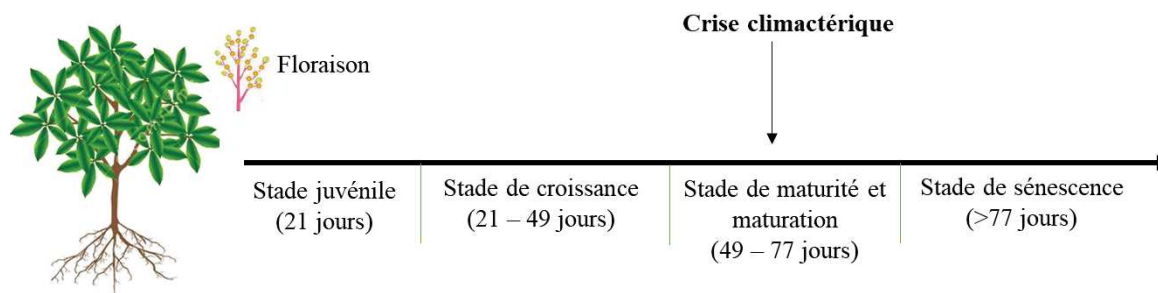 Crise climactérique
Floraison
Stade juvénile
(21 jours)
Stade de croissance
(21 – 49 jours)
Stade de maturité et
maturation
(49 – 77 jours)
Stade de sénescence
(>77 jours)